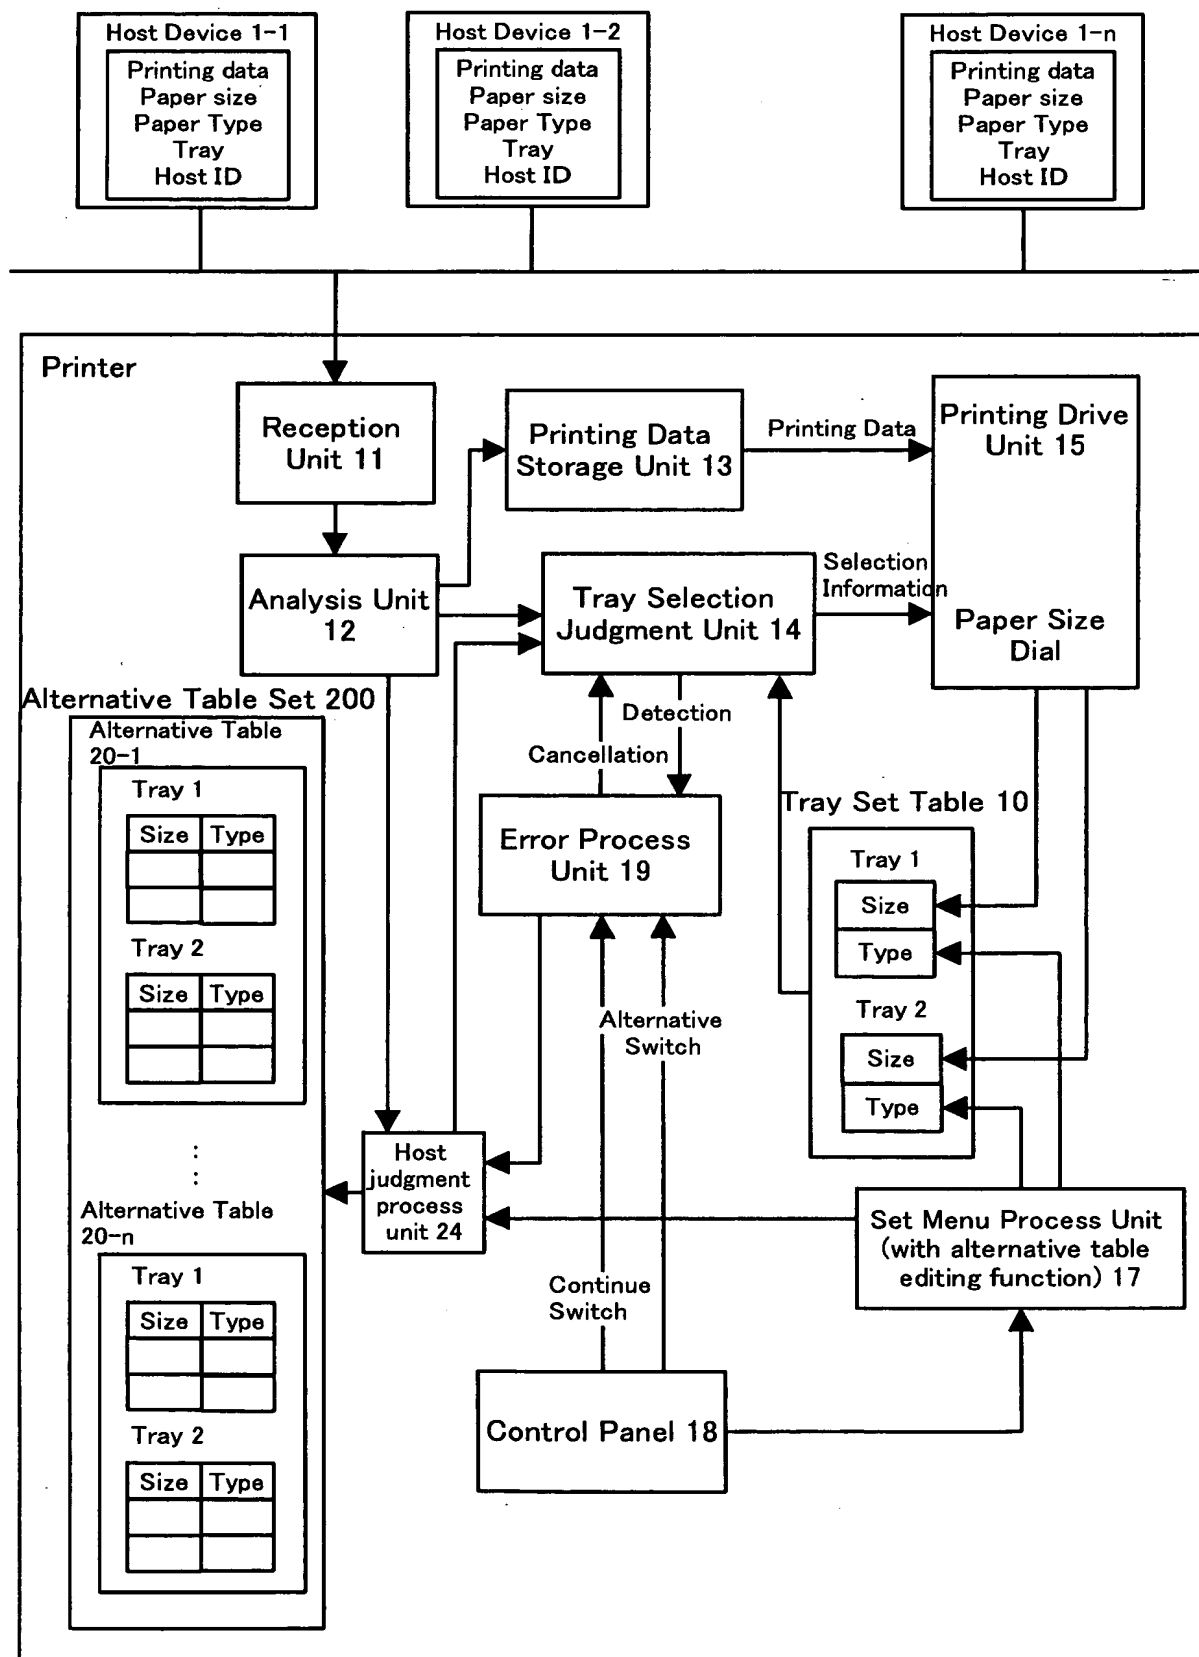 Host Device 1-1
Printing data
Paper size
Paper Type
Tray
Host ID
Host Device 1-2
Printing data
Paper size
Paper Type
Tray
Host ID
Host Device 1-n
Printing data
Paper size
Paper Type
Tray
Host ID
Printer
Reception
Unit 11
Printing Data
Storage Unit 13
Printing Data
Printing Drive
Unit 15
Paper Size
Dial
Analysis Unit
12
Tray Selection
Judgment Unit 14
Selection
Information
Alternative Table Set 200
Alternative Table
20-1
Tray 1
Size Type
Tray 2
Size Type
Detection
Cancellation
Error Process
Unit 19
Tray Set Table 10
Tray 1
Size
Type
Tray 2
Size
Type
Alternative
Switch
Host
judgment
process
unit 24
Alternative Table
20-n
Tray 1
Size Type
Tray 2
Size Type
Set Menu Process Unit
(with alternative table
editing function) 17
Continue
Switch
Control Panel 18